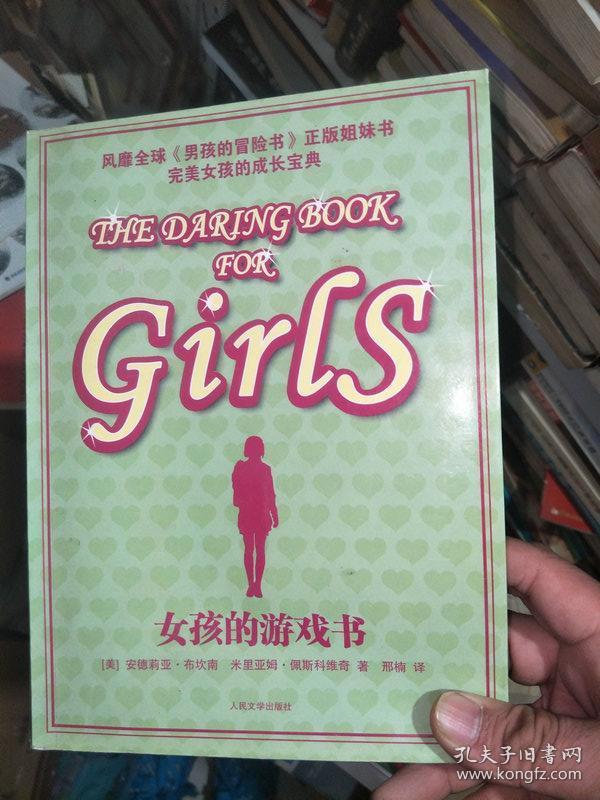 风靡全球《男孩的冒险书》正版姐妹书
完美女孩的成长宝典
THE DARING BOOK
FOR
GirlS
女孩的游戏书
[美] 安德莉亚·布坎南 米里亚姆·佩斯科维奇 著 邢楠 译
人民文学出版社
孔夫子旧书网
www.kongfz.com